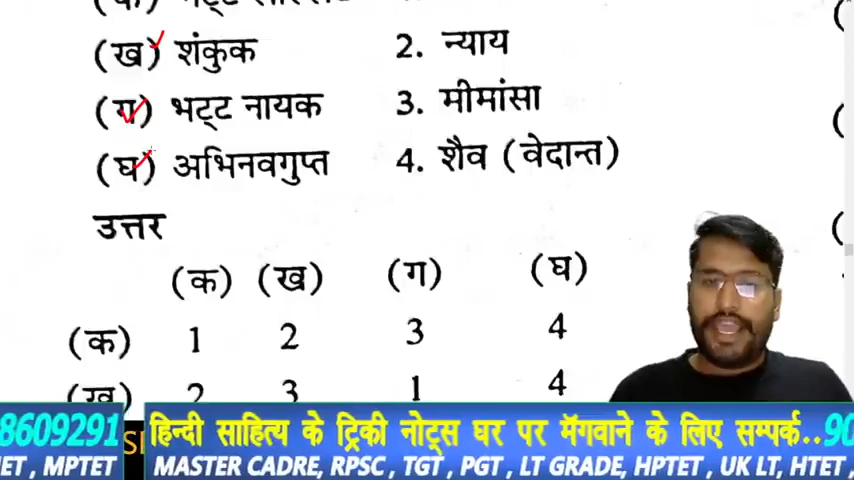 (ख) शंकुक 2. न्याय
(ग) भट्ट नायक 3. मीमांसा
(घ) अभिनवगुप्त 4. शैव (वेदान्त)
उत्तर
(क) (ख) (ग) (घ)
(क) 1 2 3 4
(ख) 2 3 1 4
8609291 हिन्दी साहित्य के ट्रिकी नोट्स घर पर मँगवाने के लिए सम्पर्क.. 90
ET , MPTET MASTER CADRE, RPSC , TGT , PGT , LT GRADE, HPTET , UK LT, HTET ,